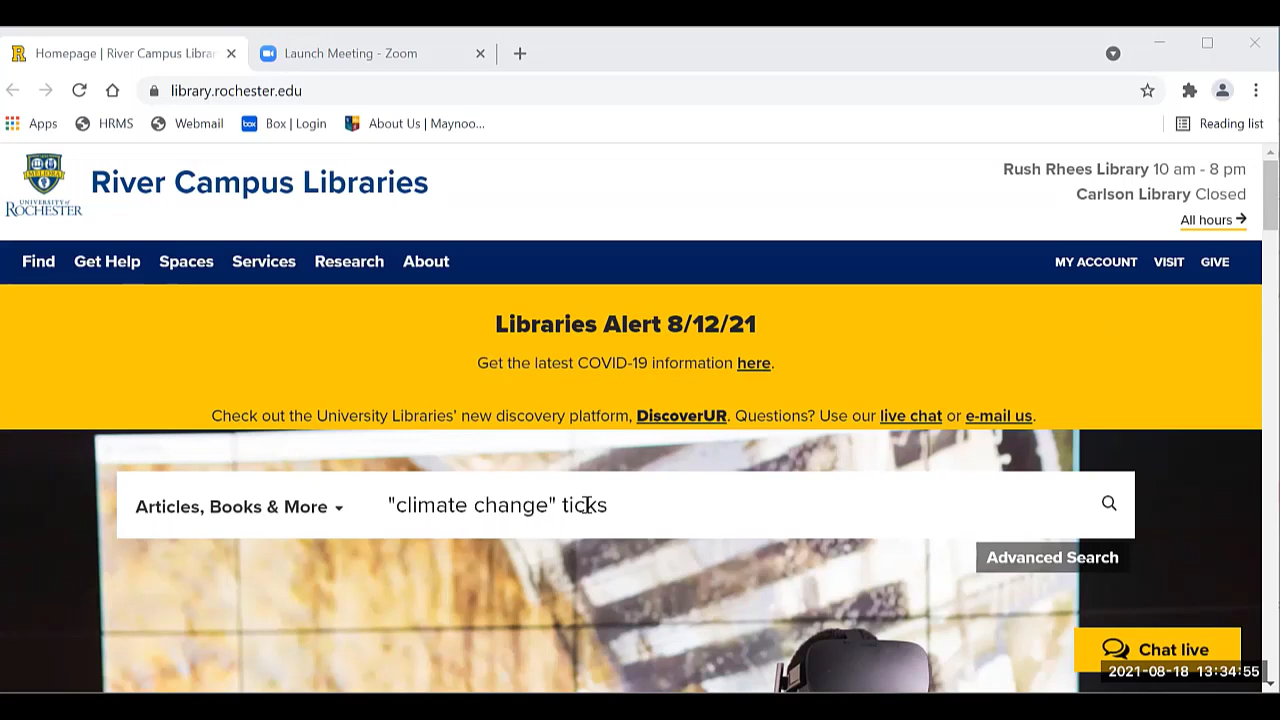 Homepage | River Campus Librar
Launch Meeting - Zoom
library.rochester.edu
Apps
HRMS
Webmail
box
Box | Login
About Us | Maynoo...
Reading list
UNIVERSITY of
ROCHESTER
River Campus Libraries
Rush Rhees Library 10 am - 8 pm
Carlson Library Closed
All hours →
Find Get Help Spaces Services Research About
MY ACCOUNT VISIT GIVE
Libraries Alert 8/12/21
Get the latest COVID-19 information here.
Check out the University Libraries' new discovery platform, DiscoverUR. Questions? Use our live chat or e-mail us.
Articles, Books & More
"climate change" ticks
Advanced Search
Chat live
2021-08-18 13:34:55